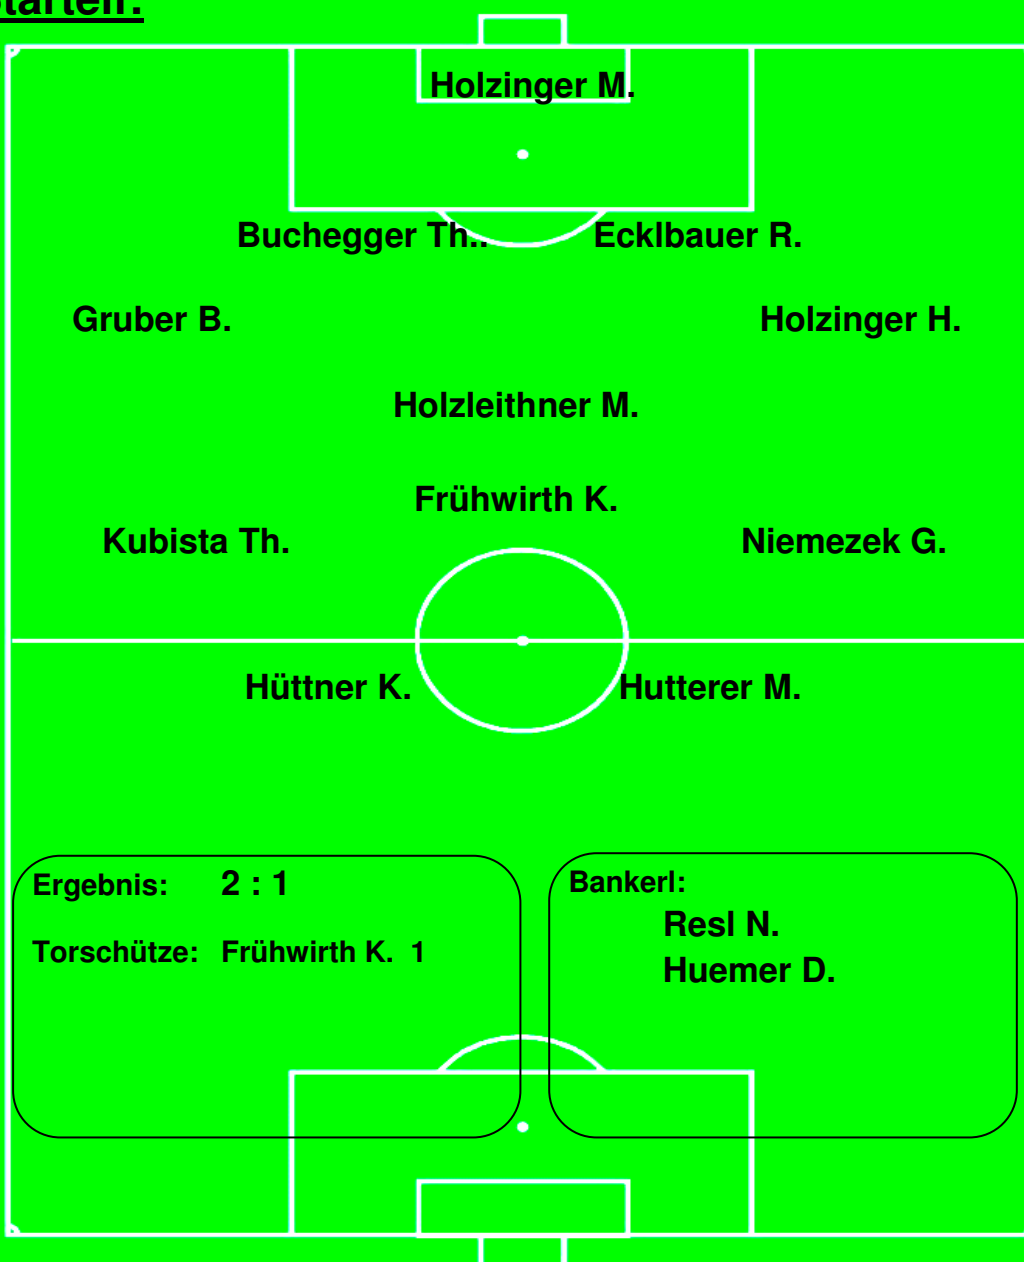 Holzinger M.
Buchegger Th.. Ecklbauer R.
Gruber B. Holzinger H.
Holzleithner M.
Frühwirth K.
Kubista Th. Niemezek G.
Hüttner K. Hutterer M.
Ergebnis: 2 : 1
Torschütze: Frühwirth K. 1
Bankerl:
Resl N.
Huemer D.